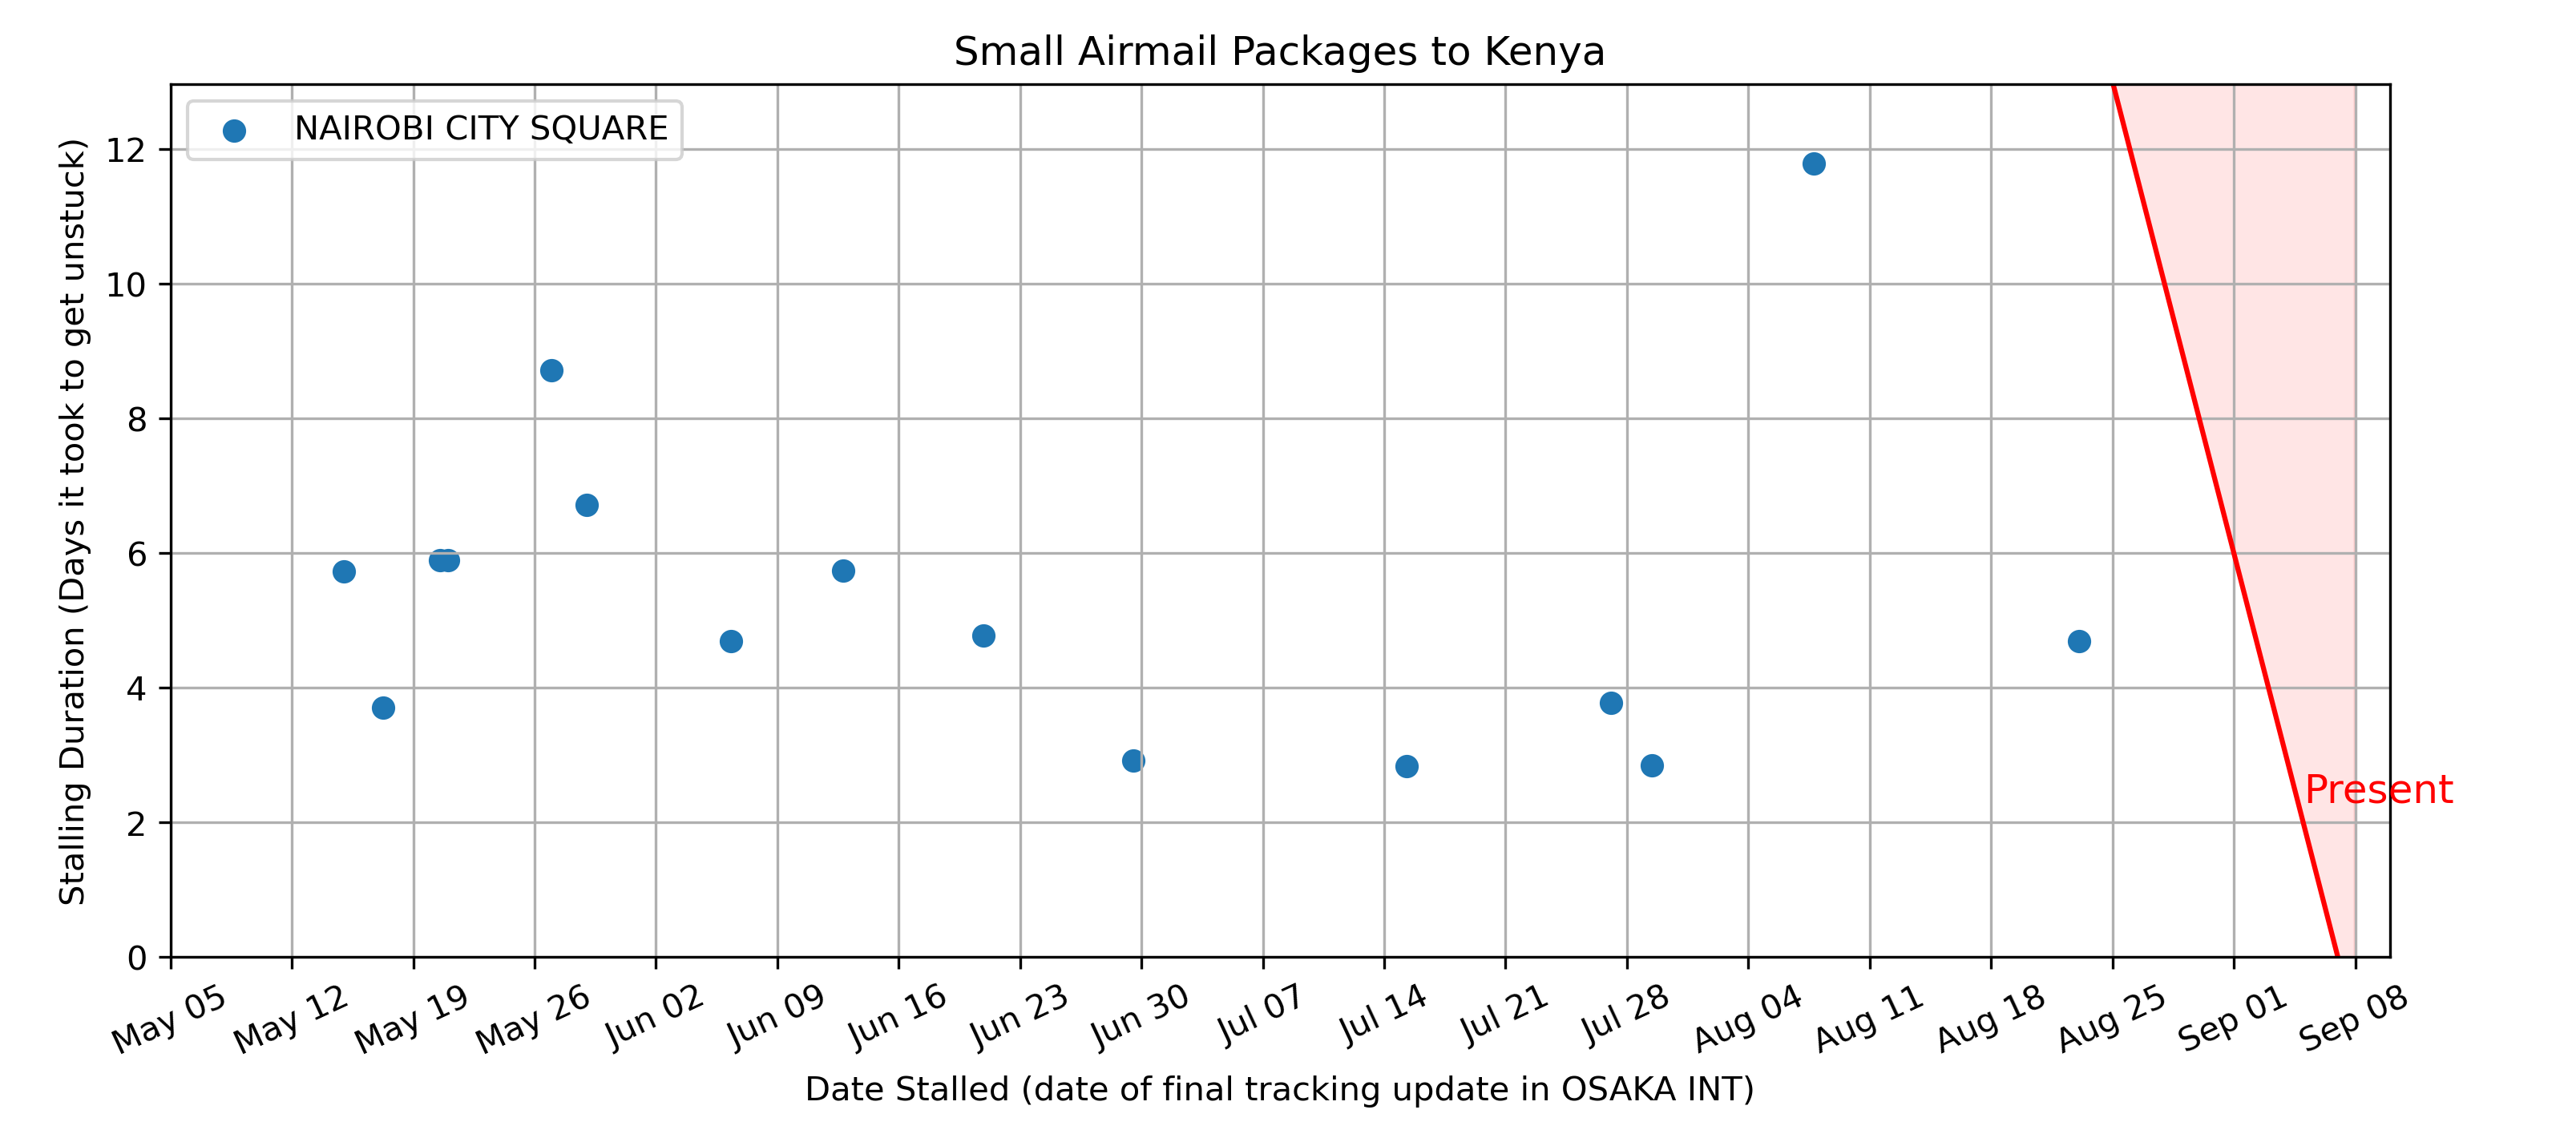 Small Airmail Packages to Kenya
NAIROBI CITY SQUARE
Stalling Duration (Days it took to get unstuck)
12
10
8
6
4
2
0
Present
May 05
May 12
May 19
May 26
Jun 02
Jun 09
Jun 16
Jun 23
Jun 30
Jul 07
Jul 14
Jul 21
Jul 28
Aug 04
Aug 11
Aug 18
Aug 25
Sep 01
Sep 08
Date Stalled (date of final tracking update in OSAKA INT)